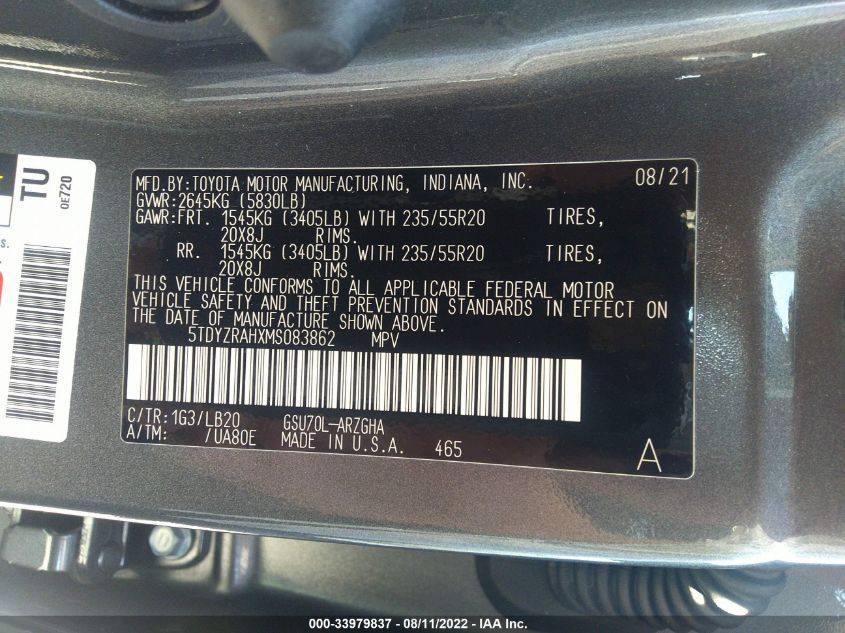 TU
0E720
s.
MFD.BY:TOYOTA MOTOR MANUFACTURING, INDIANA, INC. 08/21
GVWR:2645KG (5830LB)
GAWR:FRT. 1545KG (3405LB) WITH 235/55R20 TIRES,
20X8J RIMS.
RR. 1545KG (3405LB) WITH 235/55R20 TIRES,
20X8J RIMS.
THIS VEHICLE CONFORMS TO ALL APPLICABLE FEDERAL MOTOR
VEHICLE SAFETY AND THEFT PREVENTION STANDARDS IN EFFECT ON
THE DATE OF MANUFACTURE SHOWN ABOVE.
5TDYZRAHXMS083862 MPV
C/TR:1G3/LB20 GSU70L-ARZGHA
A/TM: /UA80E MADE IN U.S.A. 465
A
000-33979837 - 08/11/2022 - IAA Inc.